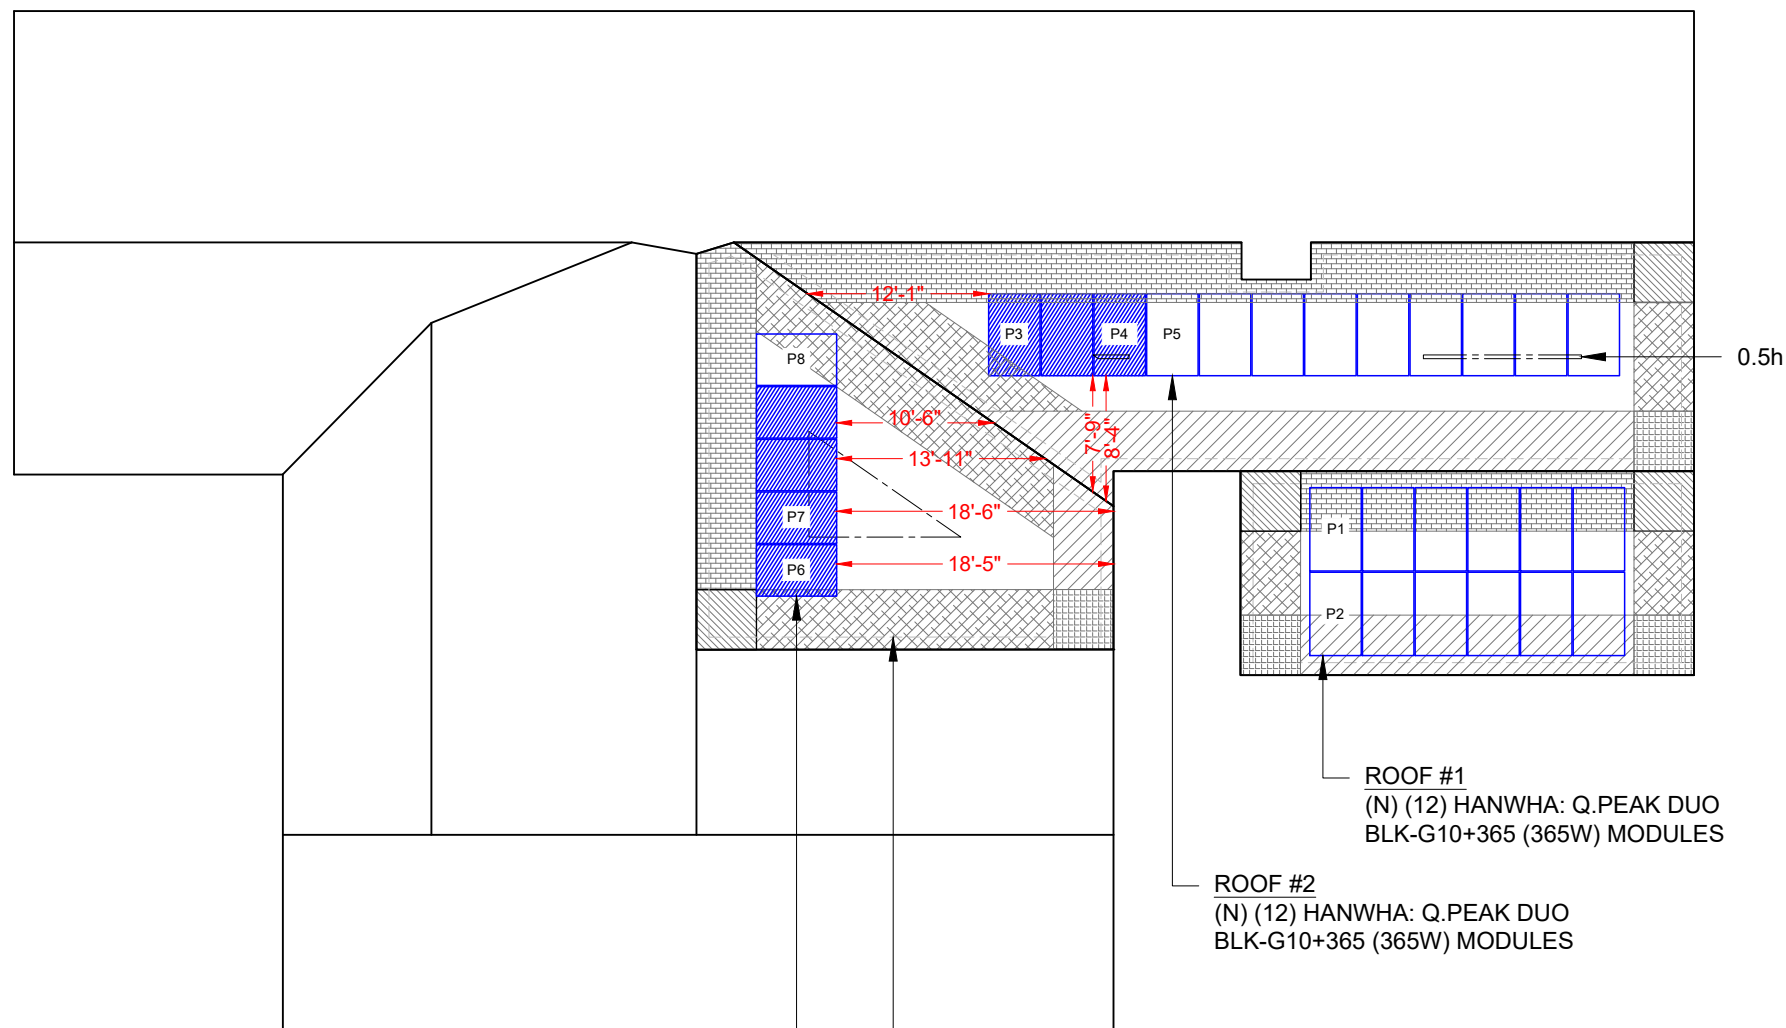 12'-1"
P3
P4
P5
0.5h
P8
10'-6"
7'-9"
8'-4"
13'-11"
P7
18'-6"
P1
P6
18'-5"
P2
ROOF #1
(N) (12) HANWHA: Q.PEAK DUO
BLK-G10+365 (365W) MODULES
ROOF #2
(N) (12) HANWHA: Q.PEAK DUO
BLK-G10+365 (365W) MODULES